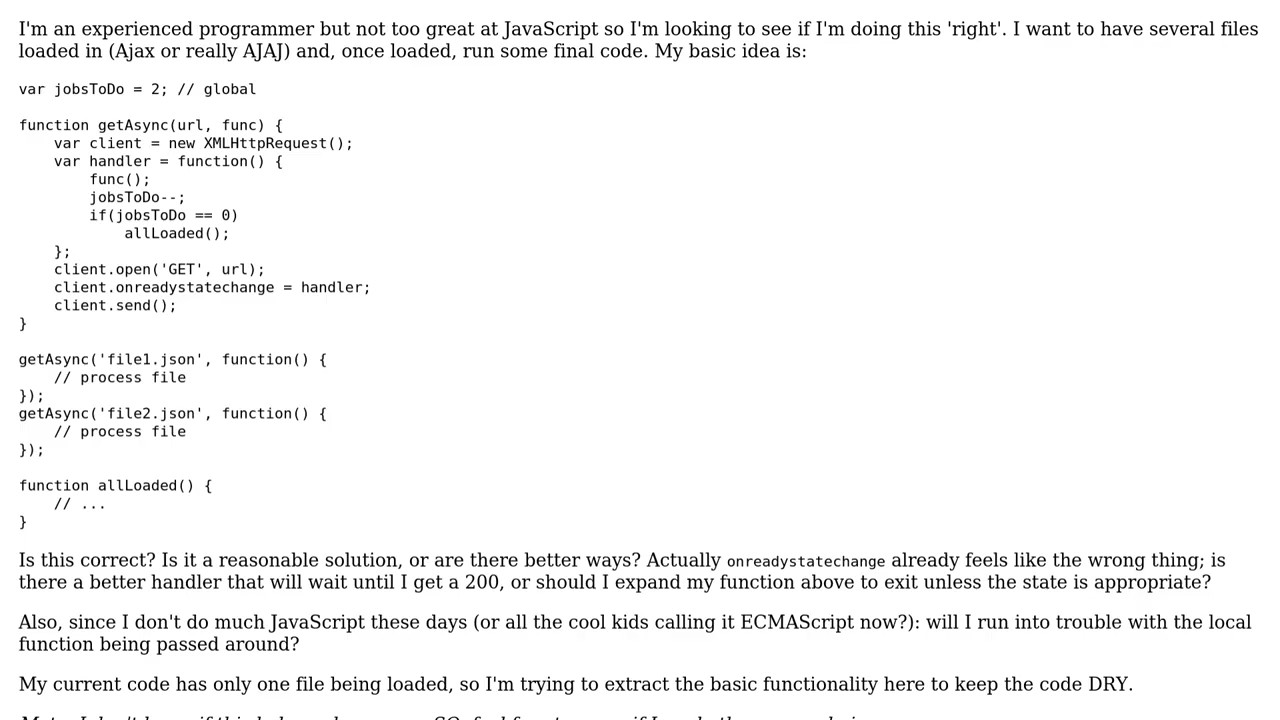 I'm an experienced programmer but not too great at JavaScript so I'm looking to see if I'm doing this 'right'. I want to have several files
loaded in (Ajax or really AJAJ) and, once loaded, run some final code. My basic idea is:
var jobsToDo = 2; // global
function getAsync(url, func) {
    var client = new XMLHttpRequest();
    var handler = function() {
        func();
        jobsToDo--;
        if(jobsToDo == 0)
            allLoaded();
    };
    client.open('GET', url);
    client.onreadystatechange = handler;
    client.send();
}
getAsync('file1.json', function() {
    // process file
});
getAsync('file2.json', function() {
    // process file
});
function allLoaded() {
    // ...
}
Is this correct? Is it a reasonable solution, or are there better ways? Actually onreadystatechange already feels like the wrong thing; is
there a better handler that will wait until I get a 200, or should I expand my function above to exit unless the state is appropriate?
Also, since I don't do much JavaScript these days (or all the cool kids calling it ECMAScript now?): will I run into trouble with the local
function being passed around?
My current code has only one file being loaded, so I'm trying to extract the basic functionality here to keep the code DRY.